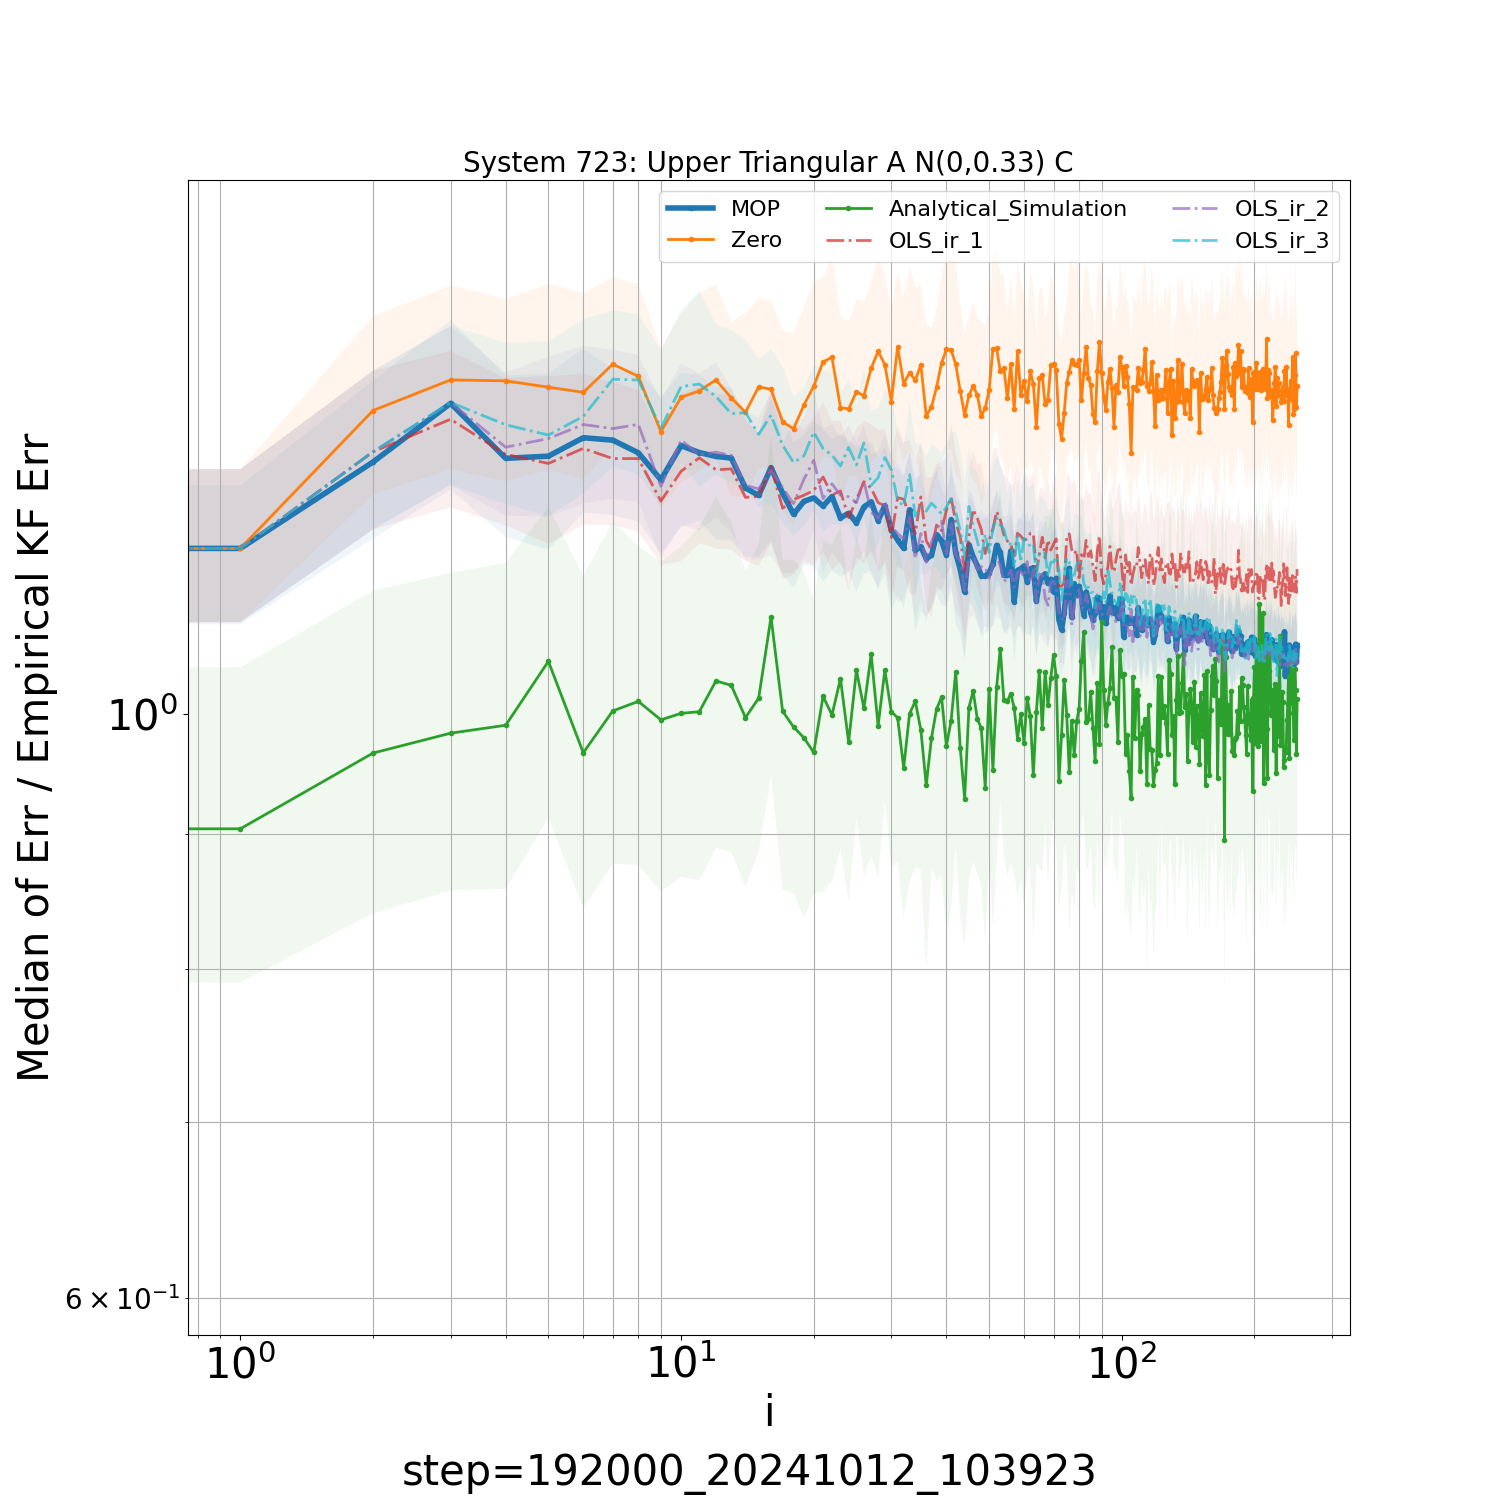 System 723: Upper Triangular A N(0,0.33) C
MOP
Zero
Analytical_Simulation
OLS_ir_1
OLS_ir_2
OLS_ir_3
Median of Err / Empirical KF Err
10⁰
6 × 10⁻¹
10⁰
10¹
10²
i
step=192000_20241012_103923